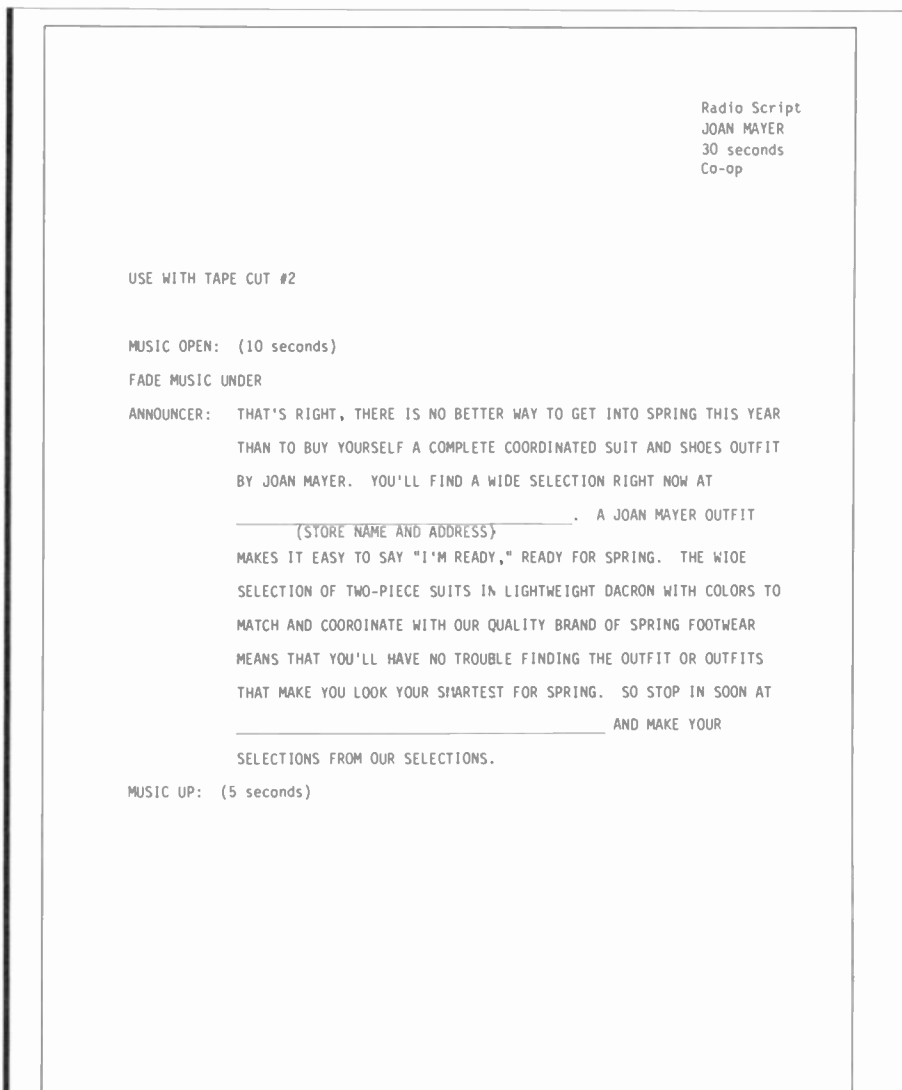 Radio Script
JOAN MAYER
30 seconds
Co-op
USE WITH TAPE CUT #2
MUSIC OPEN: (10 seconds)
FADE MUSIC UNDER
ANNOUNCER: THAT'S RIGHT, THERE IS NO BETTER WAY TO GET INTO SPRING THIS YEAR
THAN TO BUY YOURSELF A COMPLETE COORDINATED SUIT AND SHOES OUTFIT
BY JOAN MAYER. YOU'LL FIND A WIDE SELECTION RIGHT NOW AT
. A JOAN MAYER OUTFIT
(STORE NAME AND ADDRESS)
MAKES IT EASY TO SAY "I'M READY," READY FOR SPRING. THE WIOE
SELECTION OF TWO-PIECE SUITS IN LIGHTWEIGHT DACRON WITH COLORS TO
MATCH AND COOROINATE WITH OUR QUALITY BRAND OF SPRING FOOTWEAR
MEANS THAT YOU'LL HAVE NO TROUBLE FINDING THE OUTFIT OR OUTFITS
THAT MAKE YOU LOOK YOUR SMARTEST FOR SPRING. SO STOP IN SOON AT
AND MAKE YOUR
SELECTIONS FROM OUR SELECTIONS.
MUSIC UP: (5 seconds)